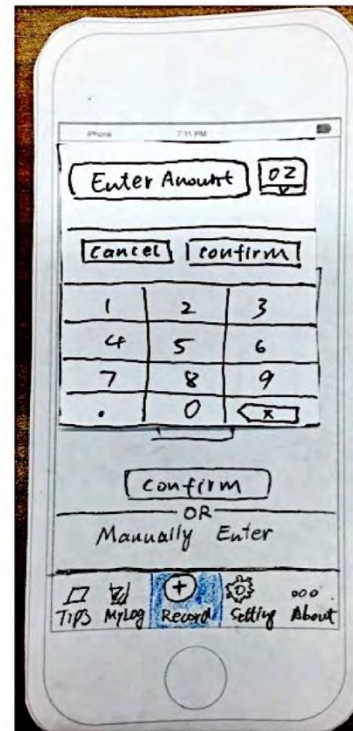 iPhone 7:11 PM
Enter Anount OZ
Cancel confirm
1 2 3
4 5 6
7 8 9
. 0 x
confirm
OR
Manually Enter
Tips MyLog Record Setting About